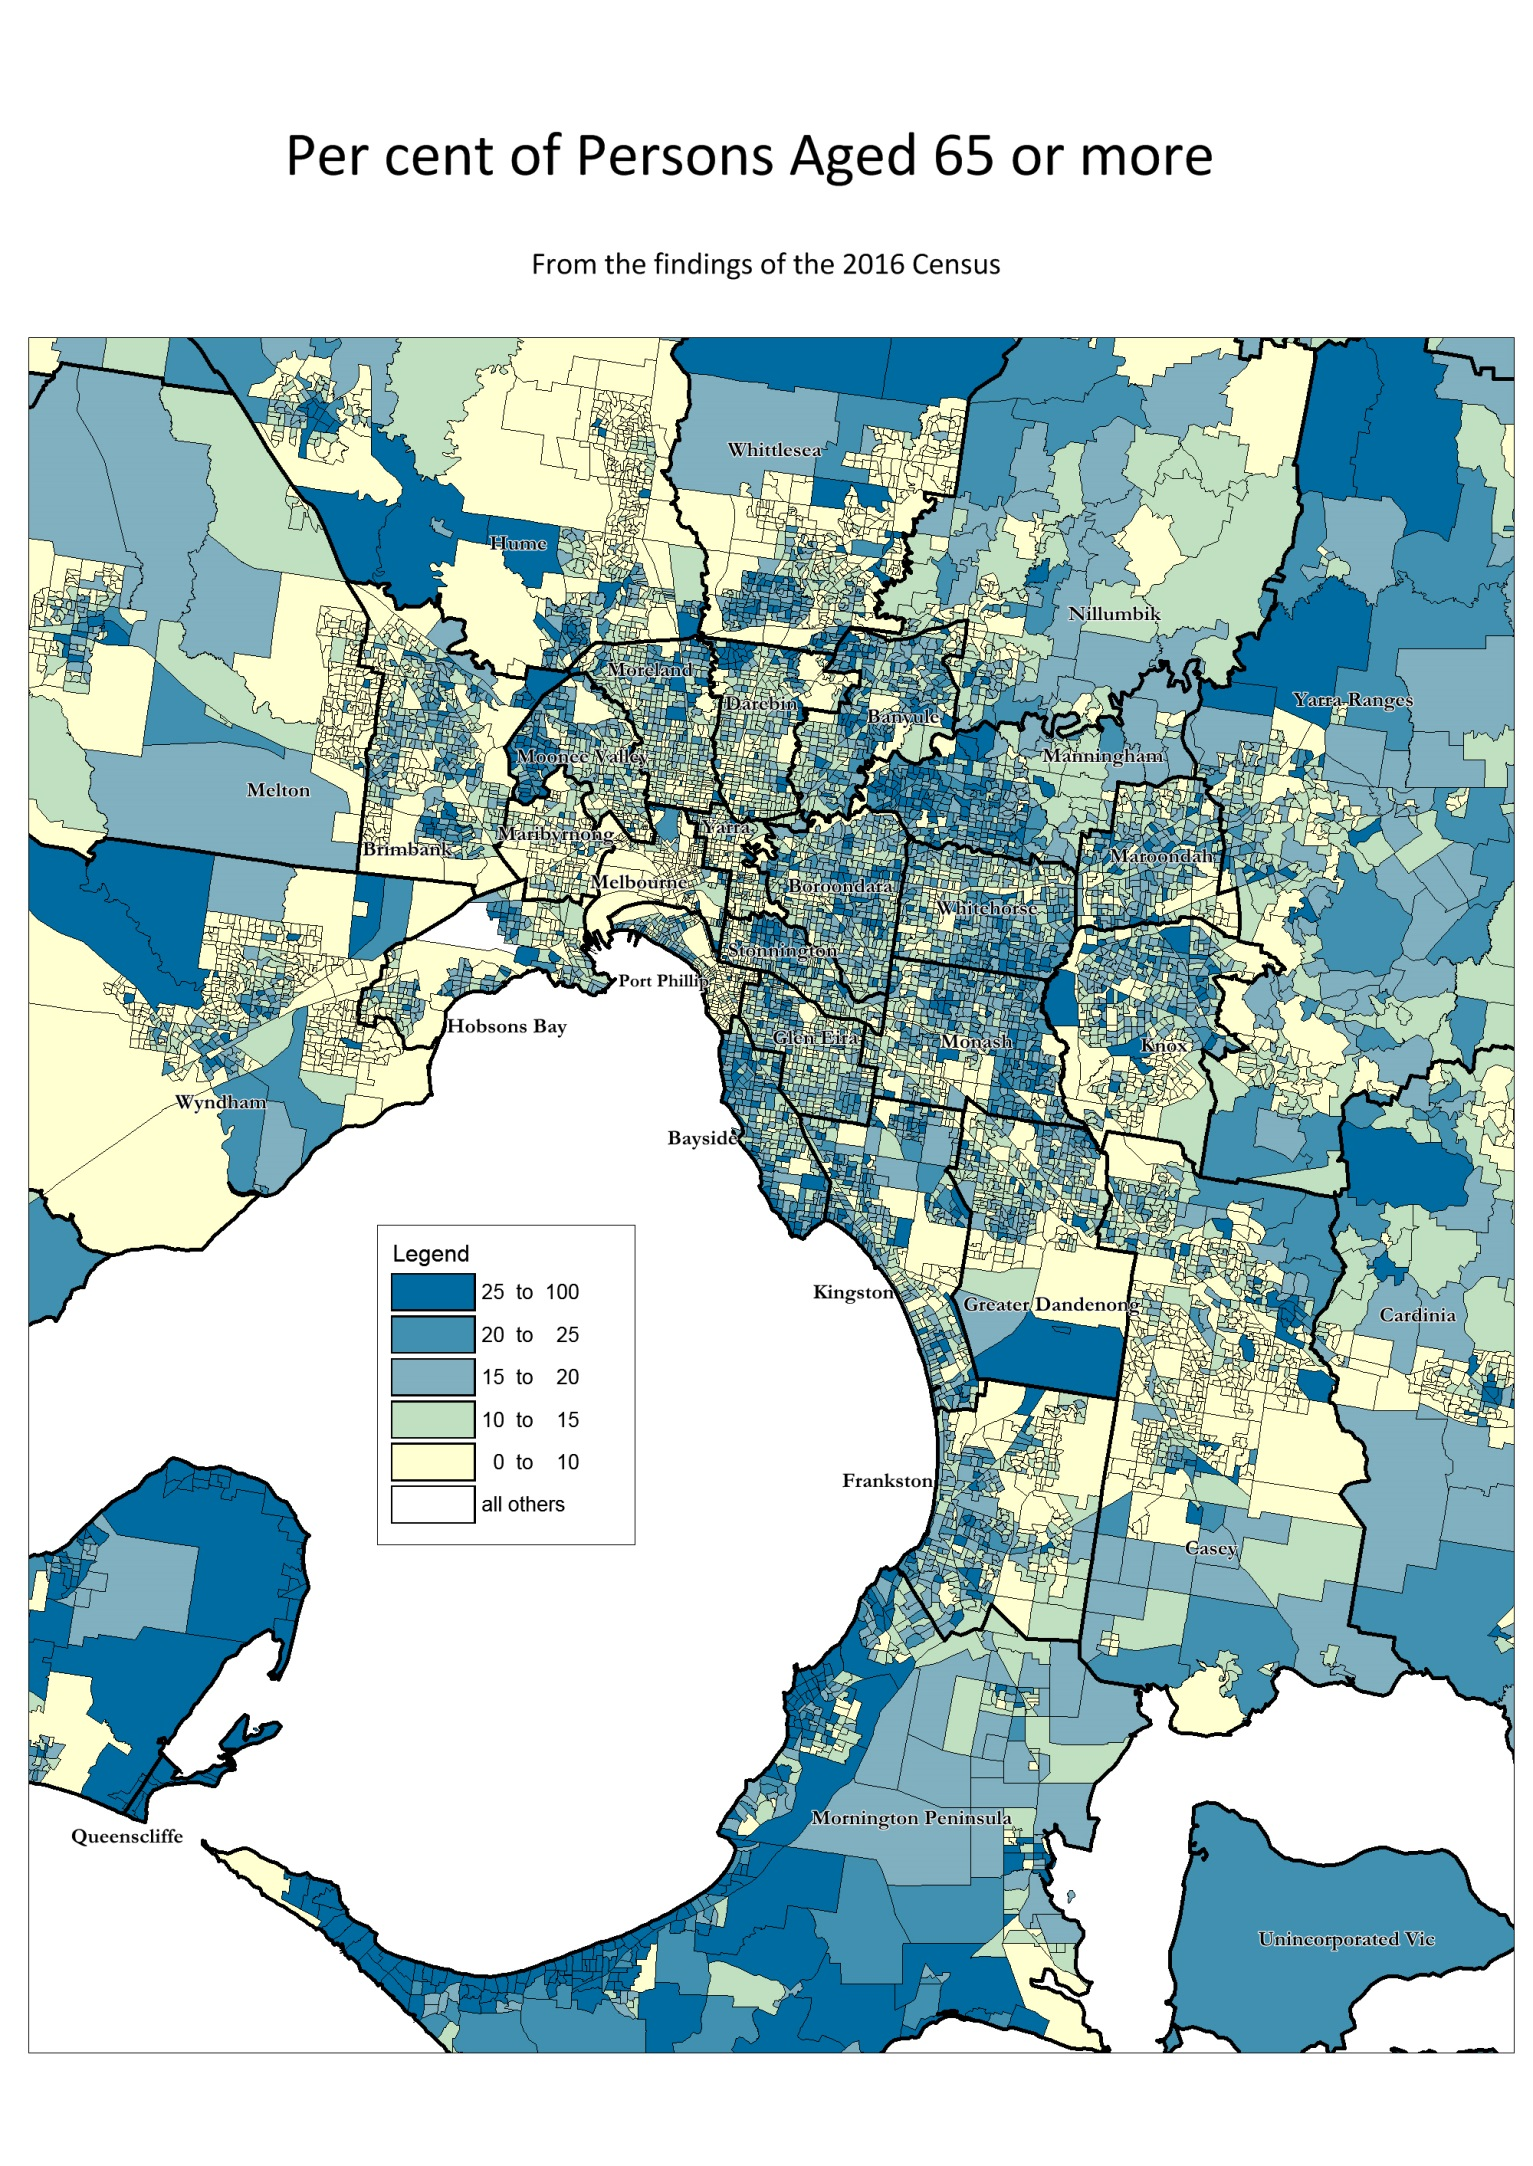 Per cent of Persons Aged 65 or more
From the findings of the 2016 Census
Whittlesea
Hume
Nillumbik
Moreland
Darebin
Yarra Ranges
Banyule
Moonee Valley
Manningham
Melton
Yarra
Maribyrnong
Brimbank
Maroondah
Melbourne
Boroondara
Whitehorse
Stonnington
Port Phillip
Hobsons Bay
Glen Eira
Monash
Knox
Wyndham
Bayside
Legend
25 to 100
20 to 25
15 to 20
10 to 15
0 to 10
all others
Kingston
Greater Dandenong
Cardinia
Frankston
Casey
Mornington Peninsula
Queenscliffe
Unincorporated Vic